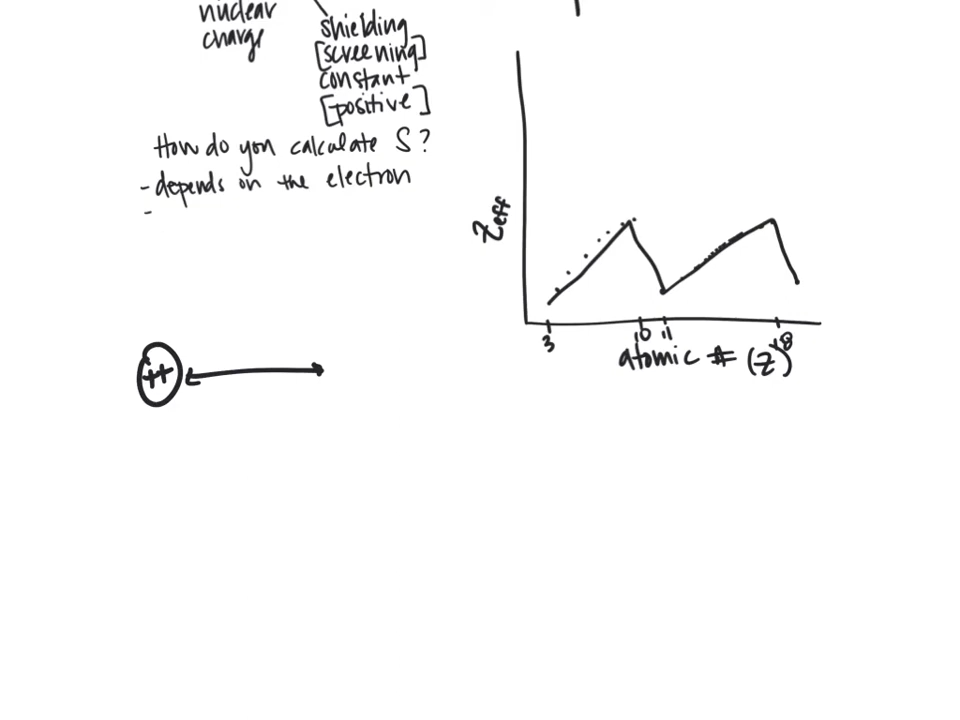 nuclear
charge
shielding
[screening]
constant
[positive]
How do you calculate S?
- depends on the electron
-
Zeff
3
10
11
18
atomic # (Z)
++